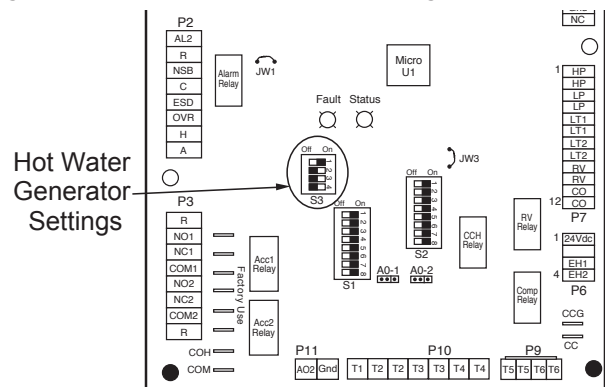 P2
AL2
R
NSB
C
ESD
OVR
H
A
Alarm
Relay
JW1
Micro
U1
Fault Status
NC
1
HP
HP
LP
LP
LT1
LT1
LT2
LT2
RV
RV
CO
12 CO
P7
Hot Water
Generator
Settings
Off On
1
2
3
4
S3
Off On
1
2
3
4
5
6
7
8
S1
Off On
1
2
3
4
5
6
7
8
S2
JW3
A0-1 A0-2
CCH
Relay
RV
Relay
Comp
Relay
1 24Vdc
EH1
4 EH2
P6
CCG
CC
P3
R
NO1
NC1
COM1
NO2
NC2
COM2
R
COH
COM
Factory Use
Acc1
Relay
Acc2
Relay
P11
AO2 Gnd
P10
T1 T2 T2 T3 T3 T4 T4
P9
T5 T5 T6 T6